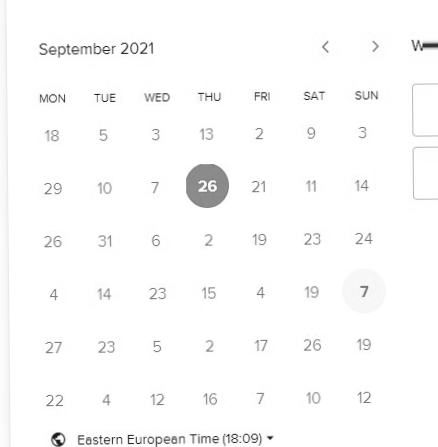 September 2021
MON TUE WED THU FRI SAT SUN
18 5 3 13 2 9 3
29 10 7 26 21 11 14
26 31 6 2 19 23 24
4 14 23 15 4 19 7
27 23 5 2 17 26 19
22 4 12 16 7 10 12
Eastern European Time (18:09)